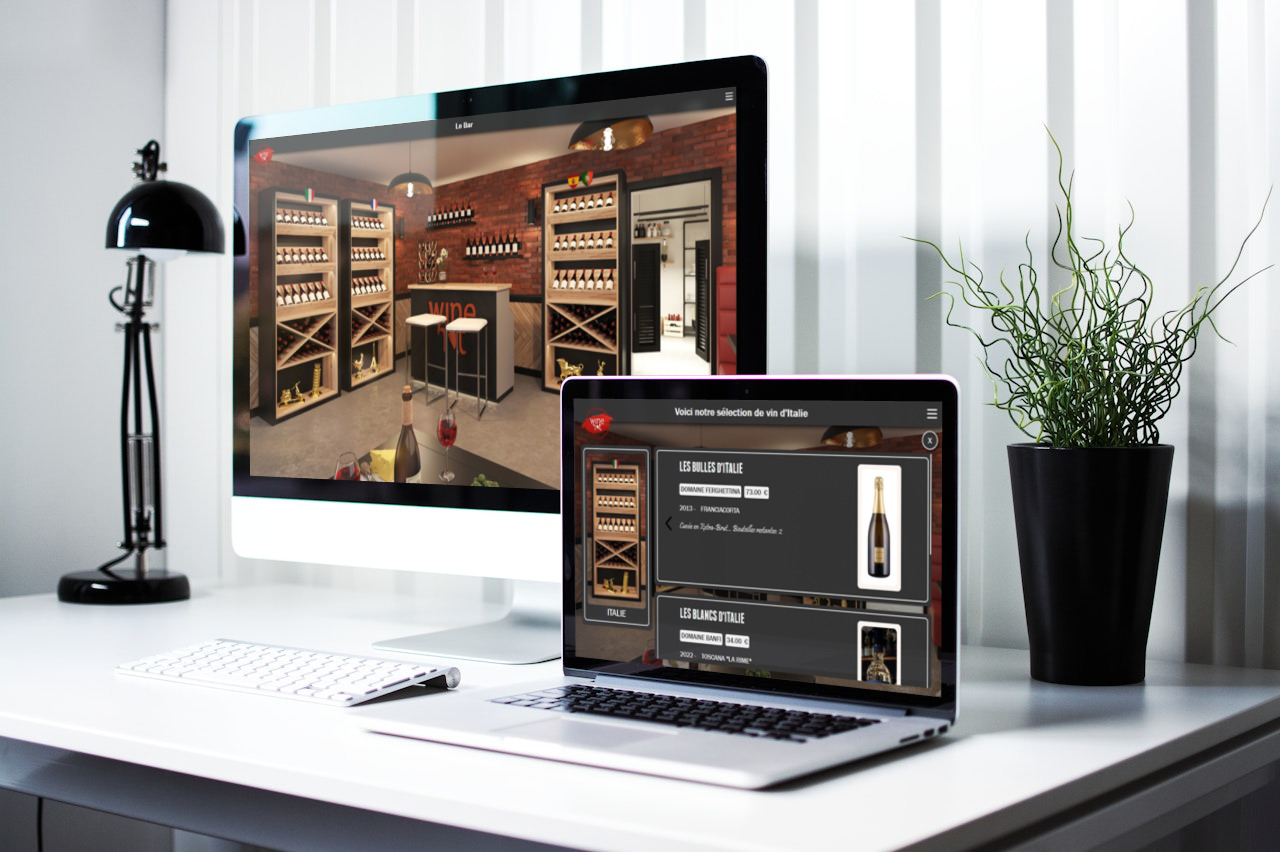 Le Bar
wine
Voici notre sélection de vin d'Italie
wine
X
LES BULLES D'ITALIE
DOMAINE FERGHETTINA 73.00 €
2013 - FRANCIACORTA
Cuvée en Extra-Brut... Bouteilles restantes: 2
ITALIE
LES BLANCS D'ITALIE
DOMAINE BANFI 34.00 €
2022 - TOSCANA "LA RIME"